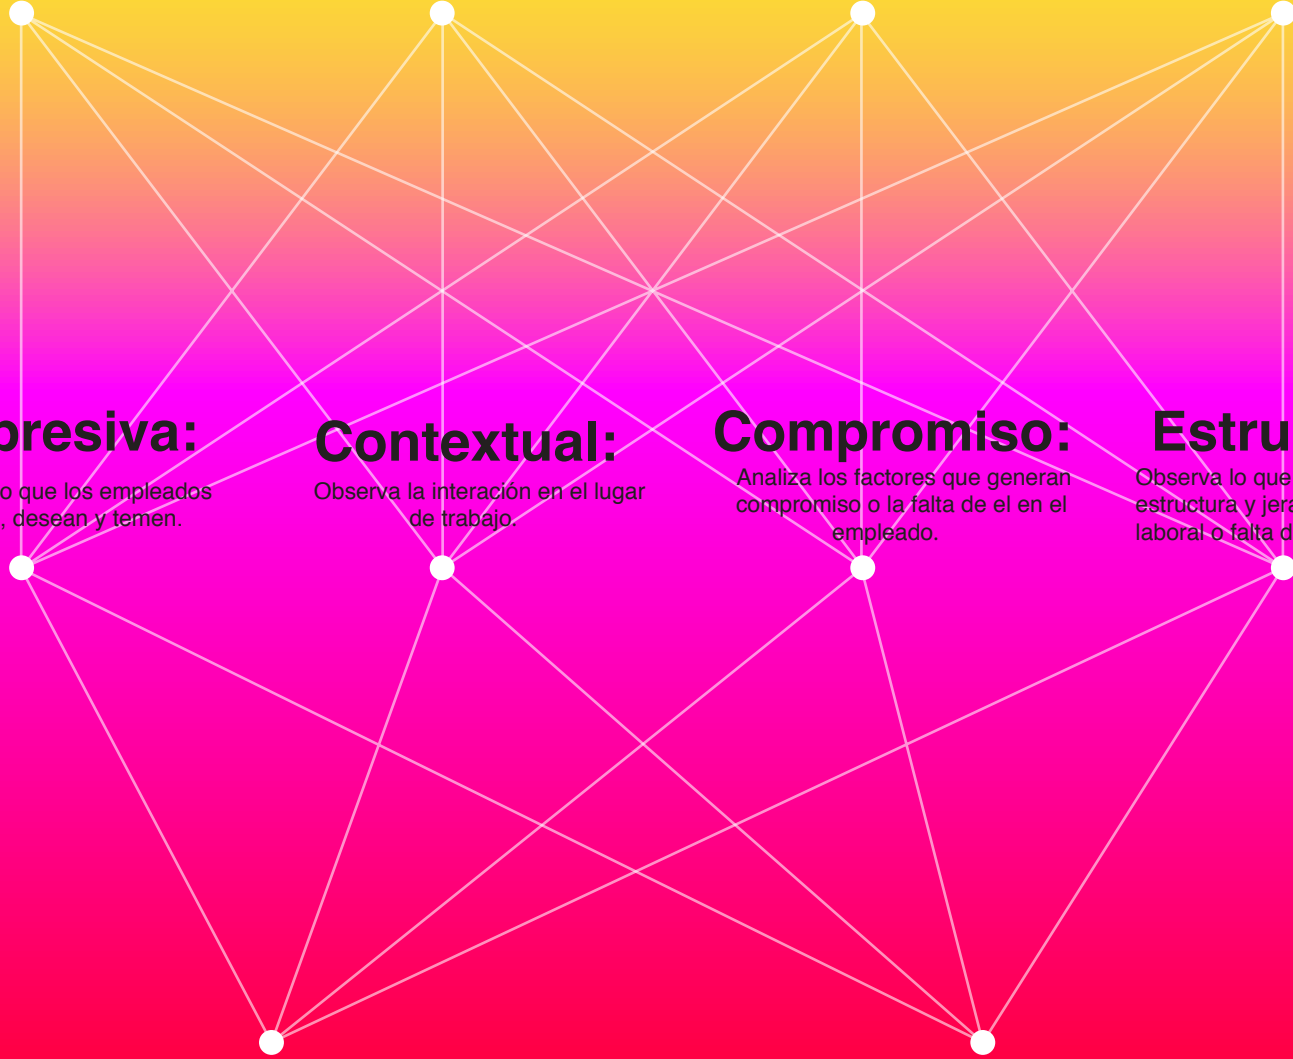 presiva:
o que los empleados
, desean y temen.
Contextual:
Observa la interación en el lugar
de trabajo.
Compromiso:
Analiza los factores que generan
compromiso o la falta de el en el
empleado.
Estru
Observa lo que
estructura y jera
laboral o falta d